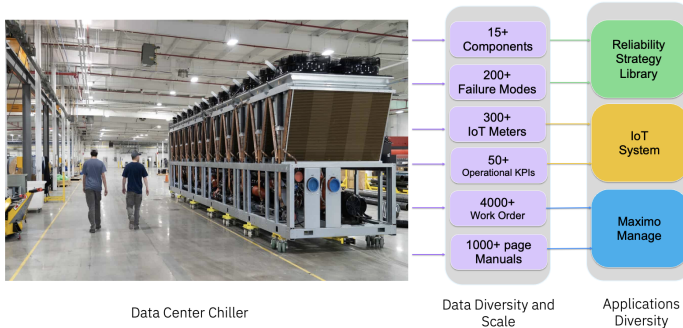 15+
Components
200+
Failure Modes
300+
IoT Meters
50+
Operational KPIs
4000+
Work Order
1000+ page
Manuals
Reliability
Strategy
Library
IoT
System
Maximo
Manage
Data Center Chiller
Data Diversity and
Scale
Applications
Diversity